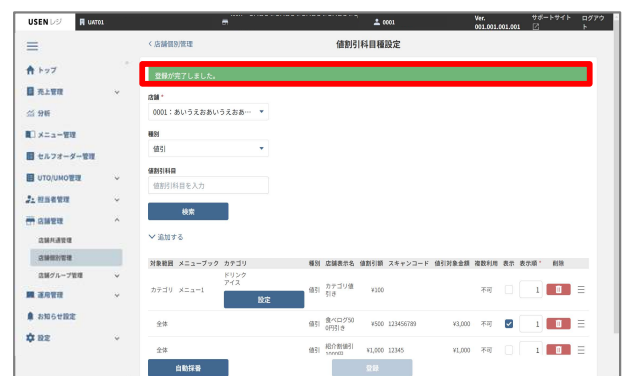 USEN レジ
UAT01
0001
Ver.
001.001.001.001
サポートサイト
ログアウト
トップ
売上管理
分析
メニュー管理
セルフオーダー管理
UTO/UMO管理
担当者管理
店舗管理
店舗共通管理
店舗個別管理
店舗グループ管理
運用管理
お知らせ設定
設定
< 店舗個別管理
値割引科目種設定
登録が完了しました。
店舗 *
0001：あいうえおあいうえおあ…
種別
値引
値割引科目
値割引科目を入力
検索
追加する
対象範囲 メニューブック カテゴリ 種別 店舗表示名 値割引額 スキャンコード 値引対象金額 複数利用 表示 表示順 * 削除
カテゴリ メニュー1 ドリンク アイス 設定 値引 カテゴリ値引き ¥100 不可 1
全体 値引 食べログ500円引き ¥500 123456789 ¥3,000 不可 1
全体 値引 紹介割値引 ¥1,000 12345 ¥1,000 不可 1
自動採番
登録